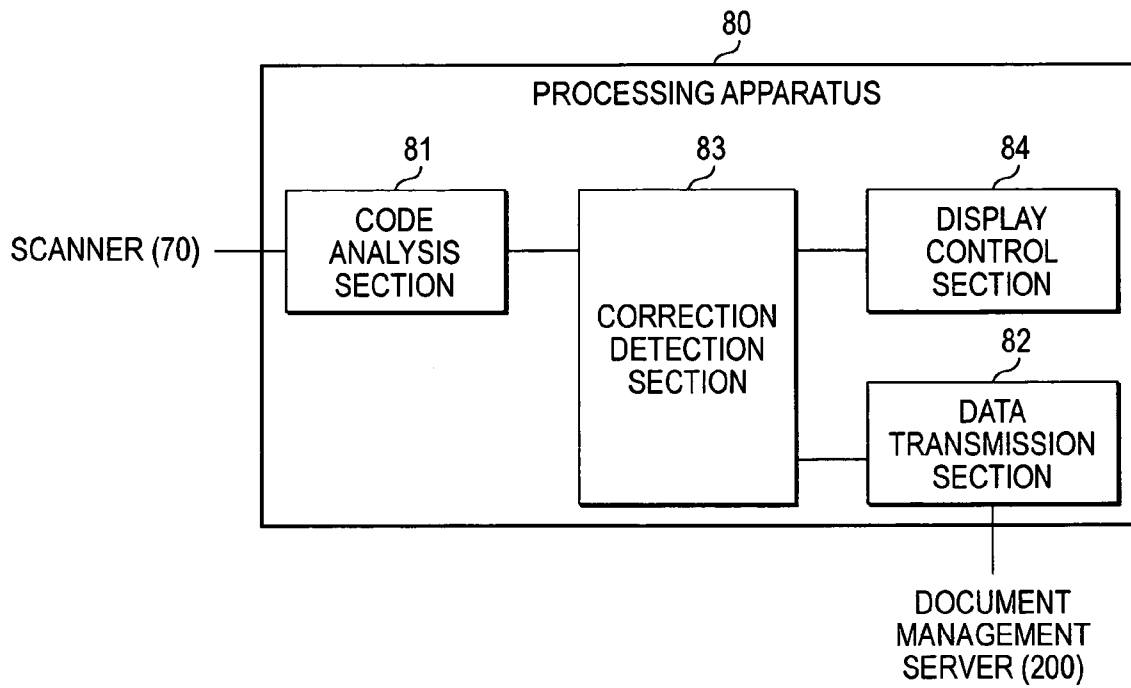 80
PROCESSING APPARATUS
81
83
84
SCANNER (70)
CODE
ANALYSIS
SECTION
CORRECTION
DETECTION
SECTION
DISPLAY
CONTROL
SECTION
82
DATA
TRANSMISSION
SECTION
DOCUMENT
MANAGEMENT
SERVER (200)